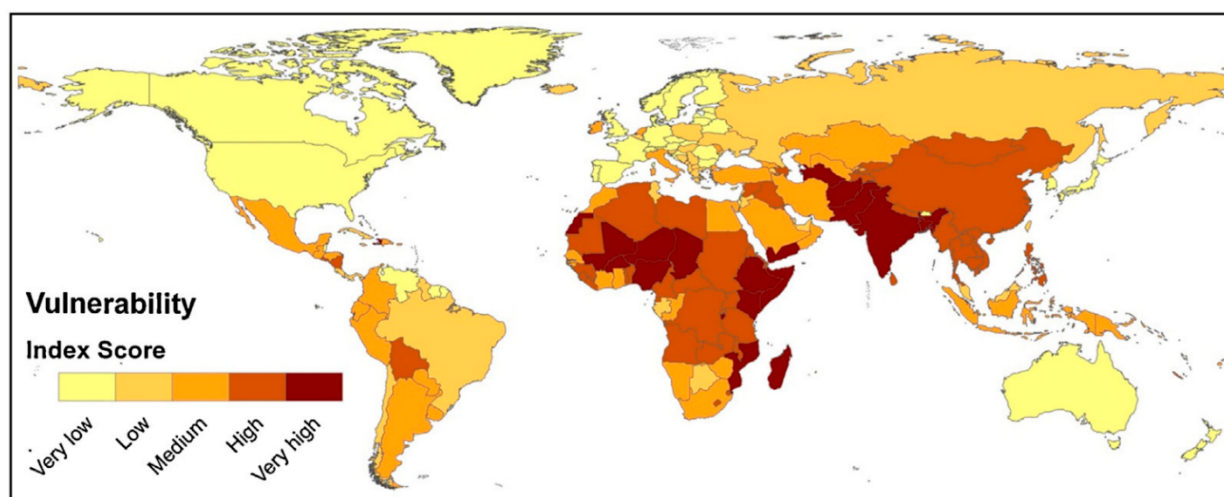 Vulnerability
Index Score
Very low
Low
Medium
High
Very high